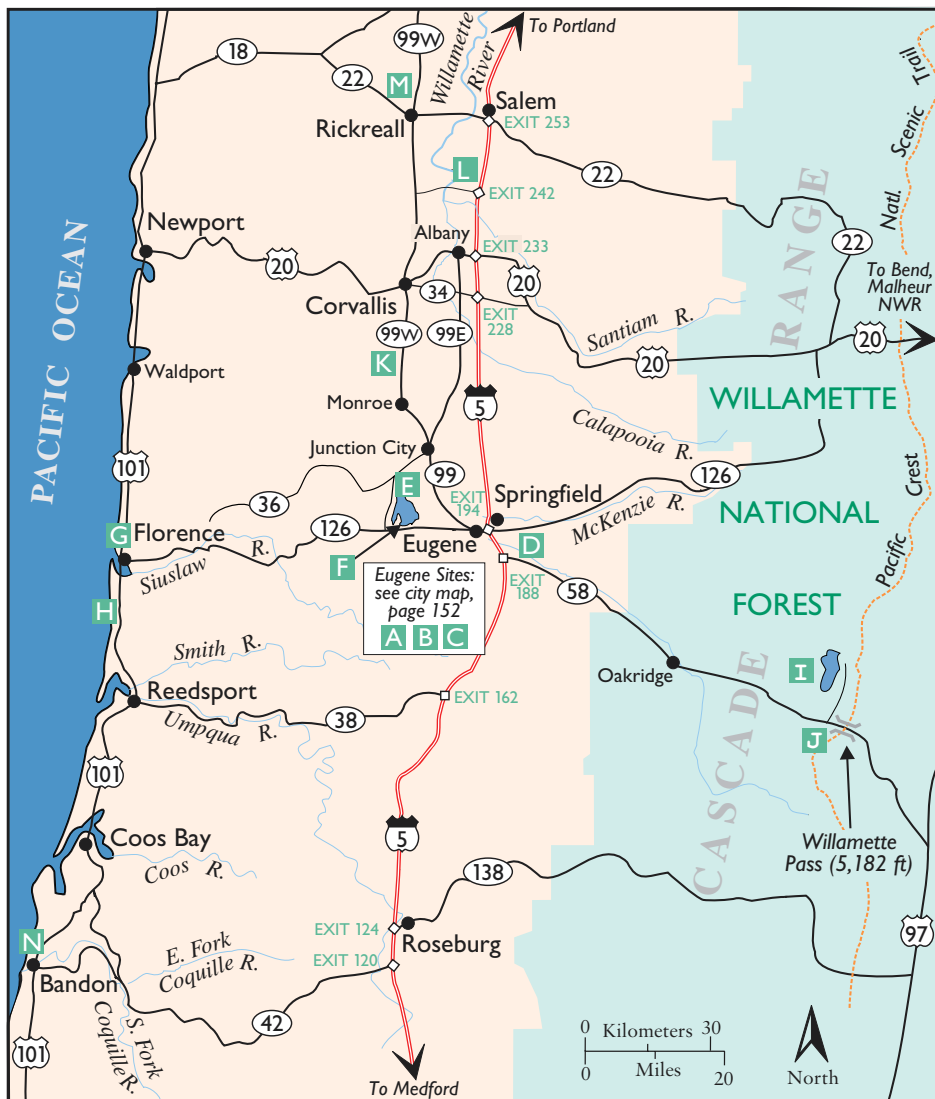 To Portland
99W
Willamette
River
18
22
M
Rickreall
Salem
EXIT 253
L
EXIT 242
22
RANGE
Natl. Scenic Trail
Newport
20
Albany
EXIT 233
22
To Bend,
Malheur
NWR
Corvallis
34
20
EXIT
228
Santiam R.
20
20
PACIFIC OCEAN
Waldport
99W
99E
K
Monroe
5
WILLAMETTE
Calapooia R.
Junction City
101
36
E
99
EXIT
194
Springfield
126
McKenzie R.
NATIONAL
Pacific Crest
G
Florence
126
Eugene
D
Siuslaw R.
F
EXIT
188
58
Eugene Sites:
see city map,
page 152
A B C
FOREST
H
Smith R.
Oakridge
I
Reedsport
EXIT 162
Umpqua R.
38
J
CASCADE
101
Coos Bay
Coos R.
5
Willamette
Pass (5,182 ft)
138
EXIT 124
Roseburg
97
N
E. Fork
Coquille R.
EXIT 120
Bandon
42
S. Fork
Coquille R.
101
To Medford
0 Kilometers 30
0 Miles 20
North